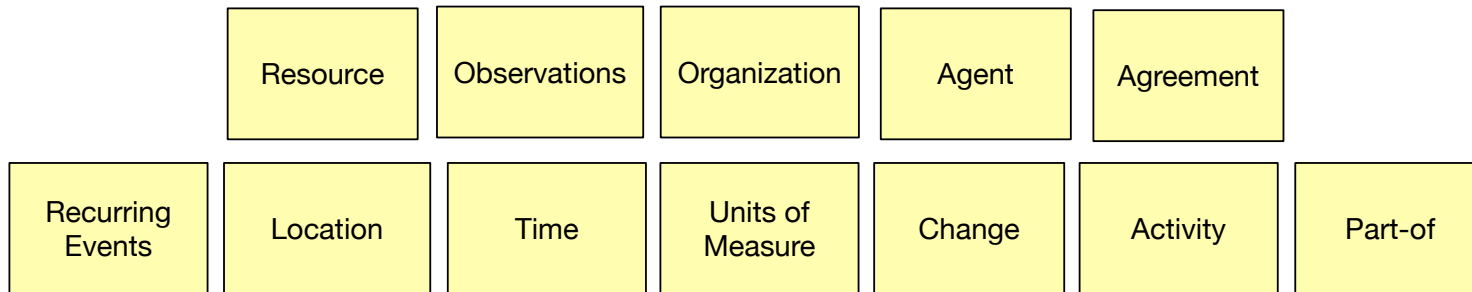 Resource
Observations
Organization
Agent
Agreement
Recurring
Events
Location
Time
Units of
Measure
Change
Activity
Part-of